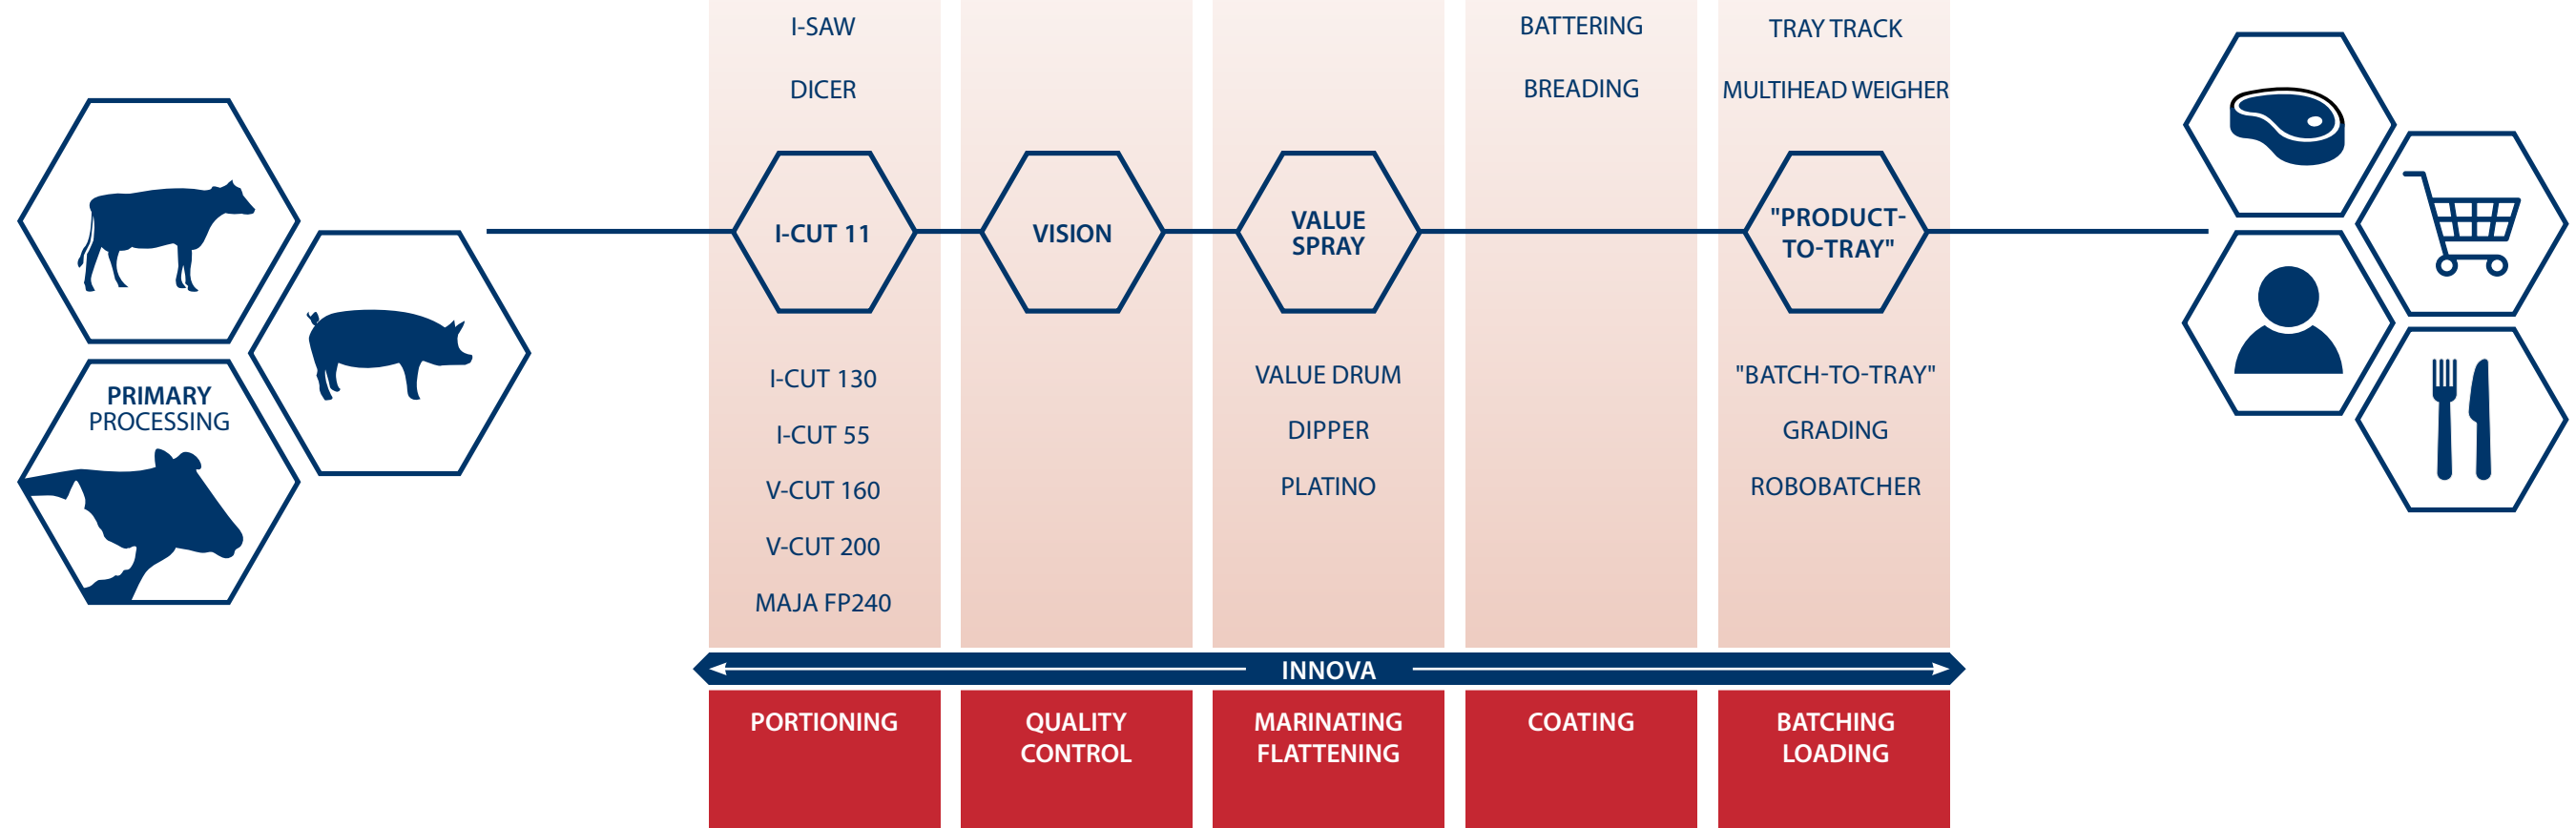 PRIMARY
PROCESSING
I-SAW
DICER
I-CUT 11
I-CUT 130
I-CUT 55
V-CUT 160
V-CUT 200
MAJA FP240
VISION
VALUE
SPRAY
VALUE DRUM
DIPPER
PLATINO
BATTERING
BREADING
TRAY TRACK
MULTIHEAD WEIGHER
"PRODUCT-
TO-TRAY"
"BATCH-TO-TRAY"
GRADING
ROBOBATCHER
INNOVA
PORTIONING
QUALITY
CONTROL
MARINATING
FLATTENING
COATING
BATCHING
LOADING